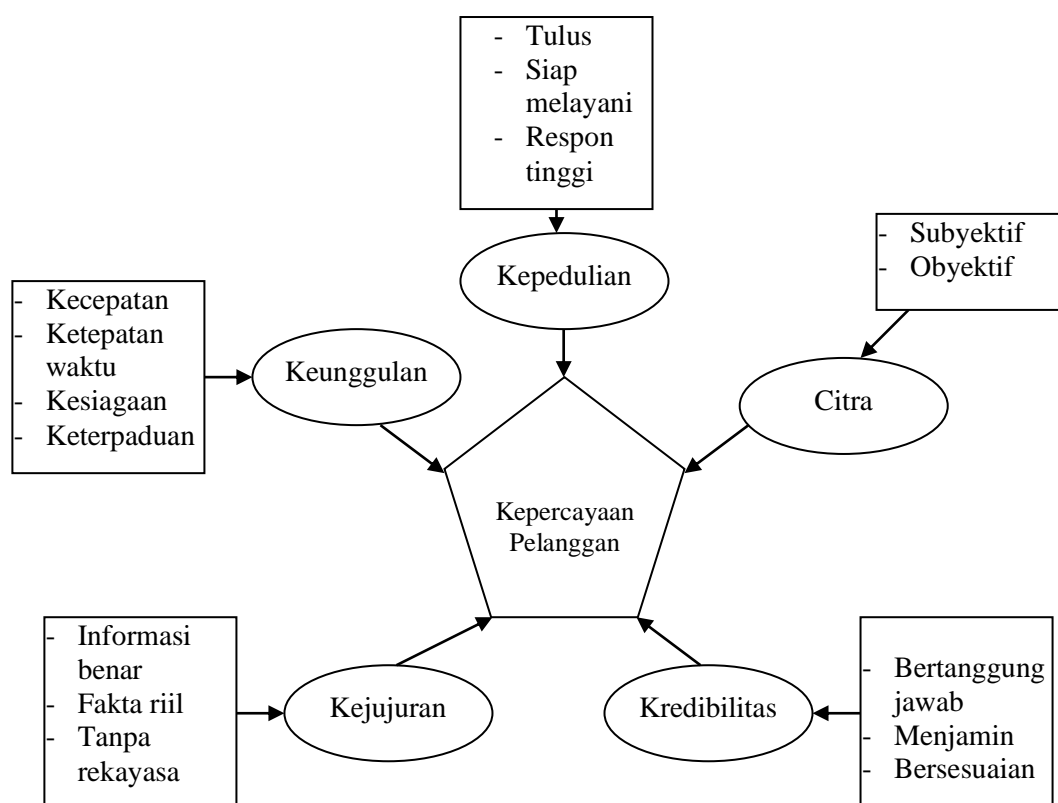 - Tulus
- Siap
melayani
- Respon
tinggi
Kepedulian
- Subyektif
- Obyektif
Citra
- Kecepatan
- Ketepatan
waktu
- Kesiagaan
- Keterpaduan
Keunggulan
Kepercayaan
Pelanggan
- Informasi
benar
- Fakta riil
- Tanpa
rekayasa
Kejujuran
Kredibilitas
- Bertanggung
jawab
- Menjamin
- Bersesuaian